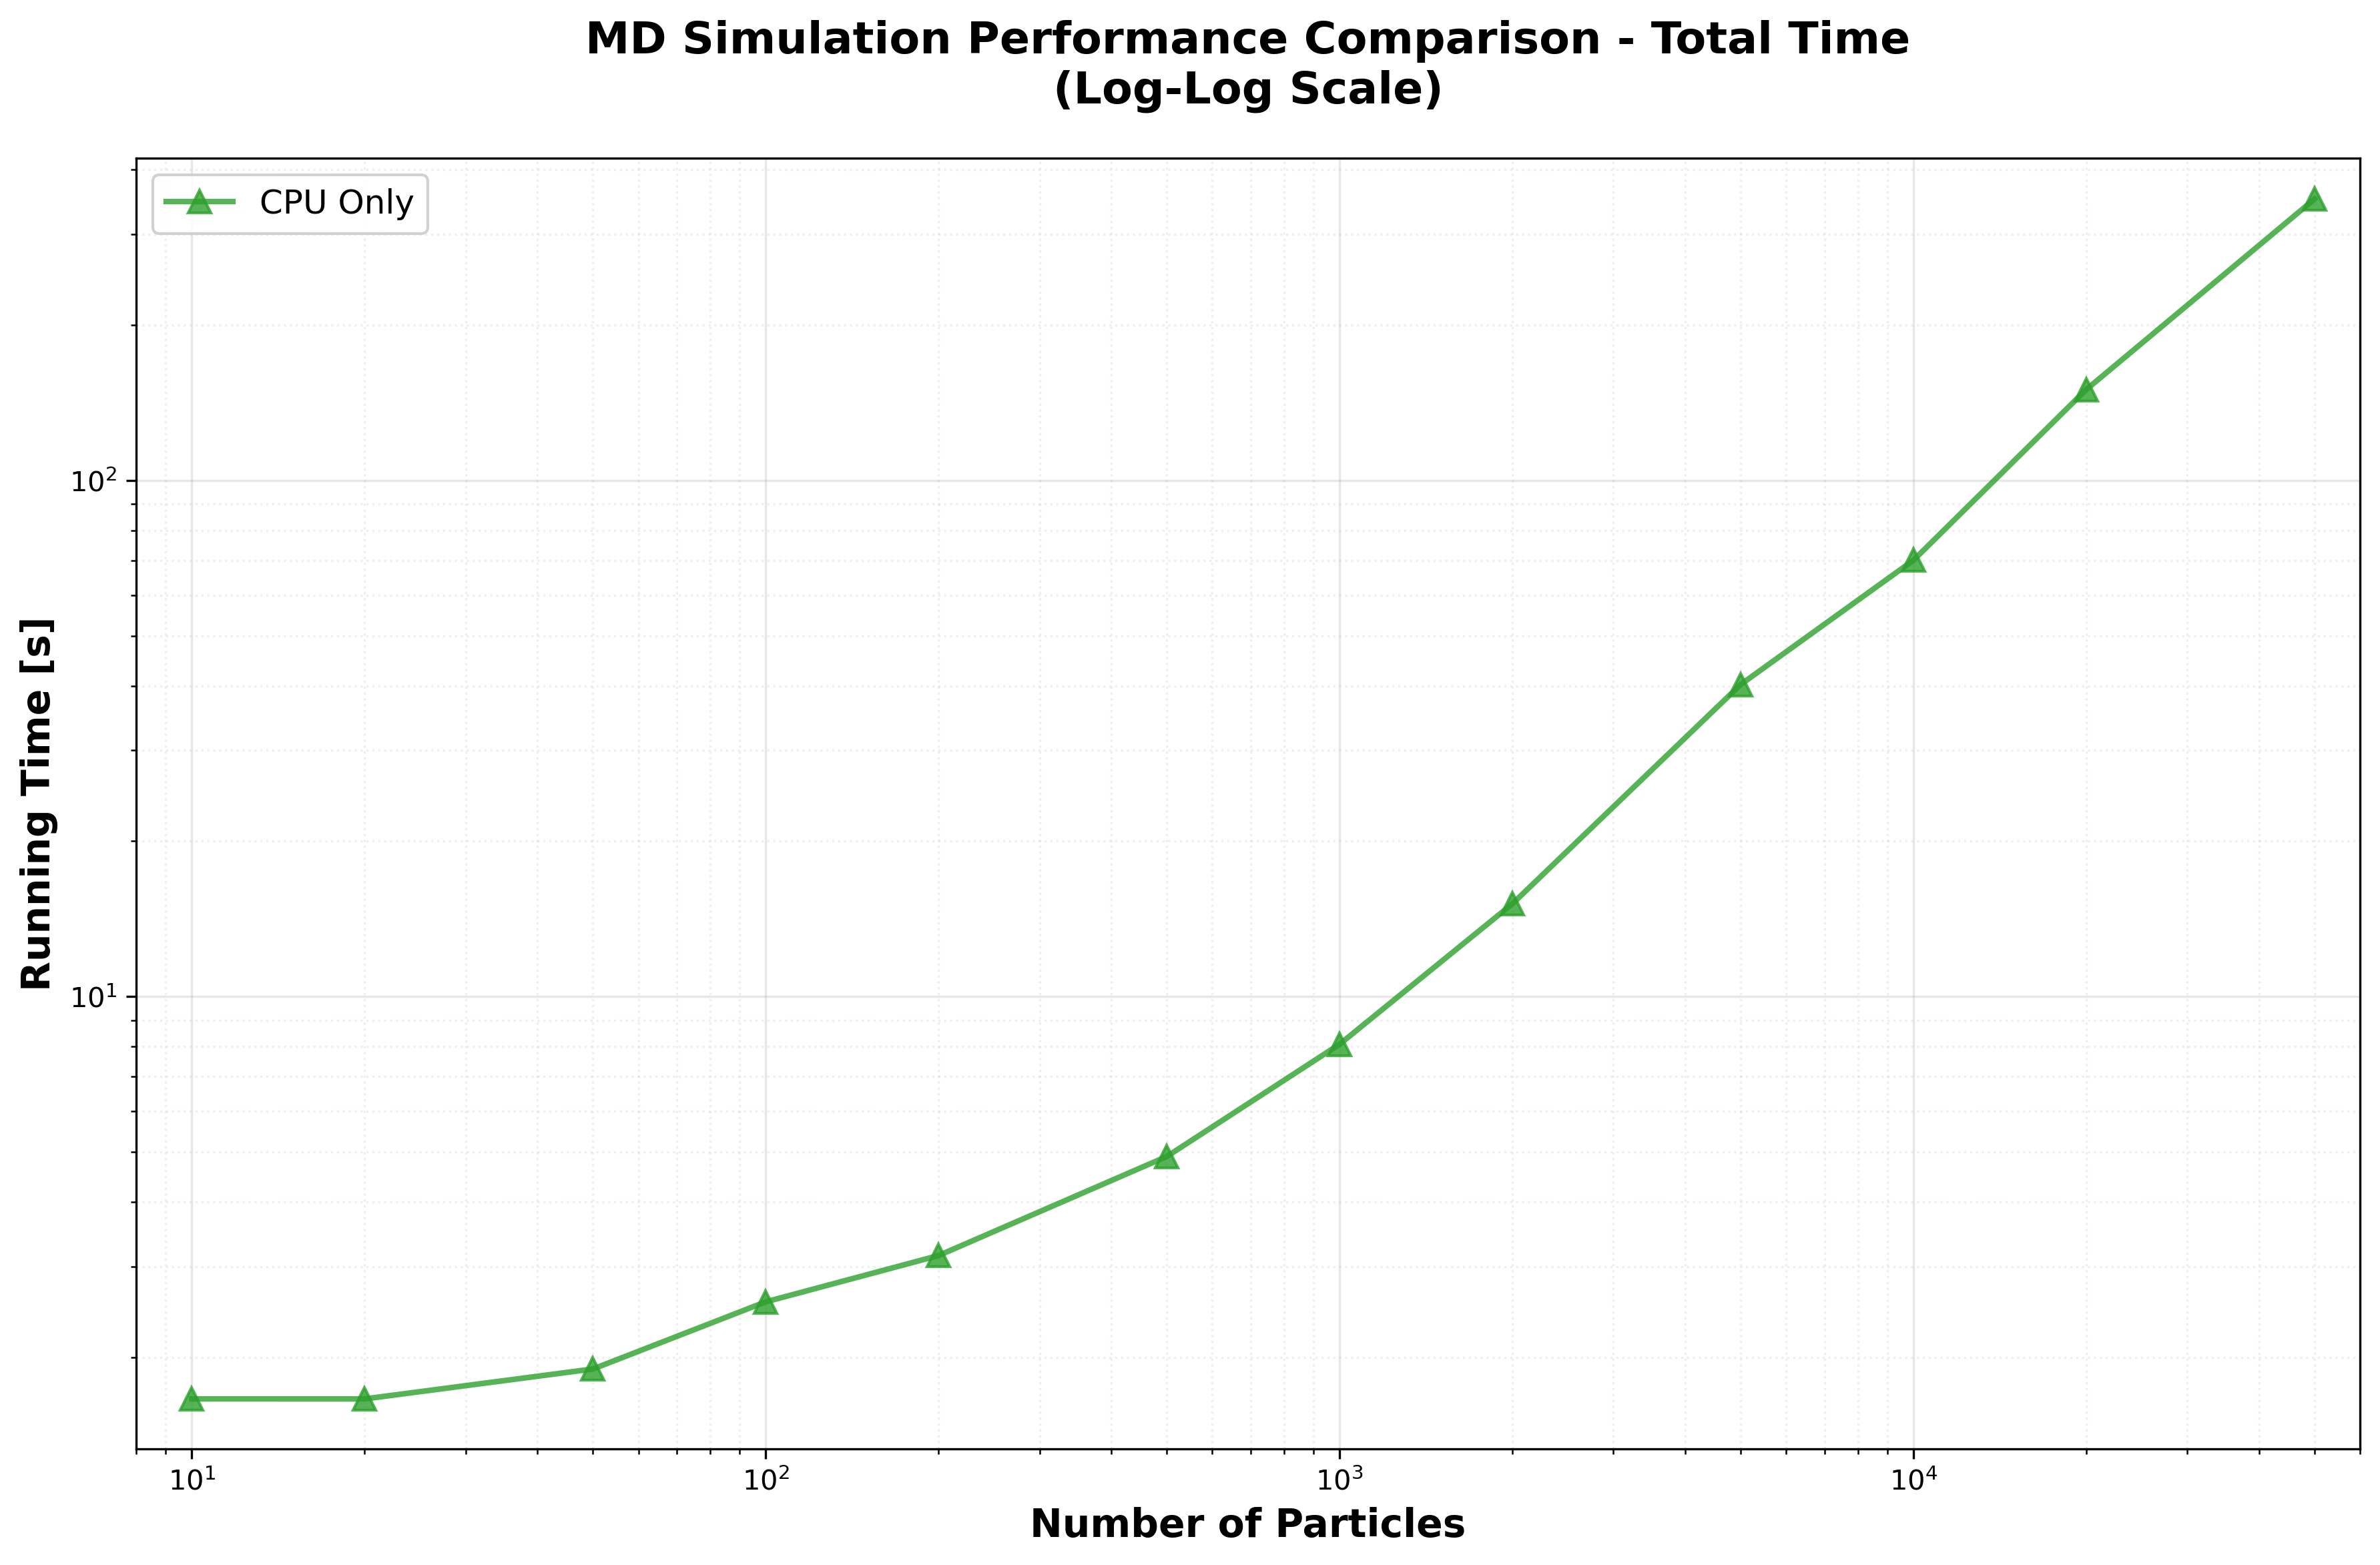 MD Simulation Performance Comparison - Total Time
(Log-Log Scale)
CPU Only
Running Time [s]
10²
10¹
10¹
10²
10³
10⁴
Number of Particles